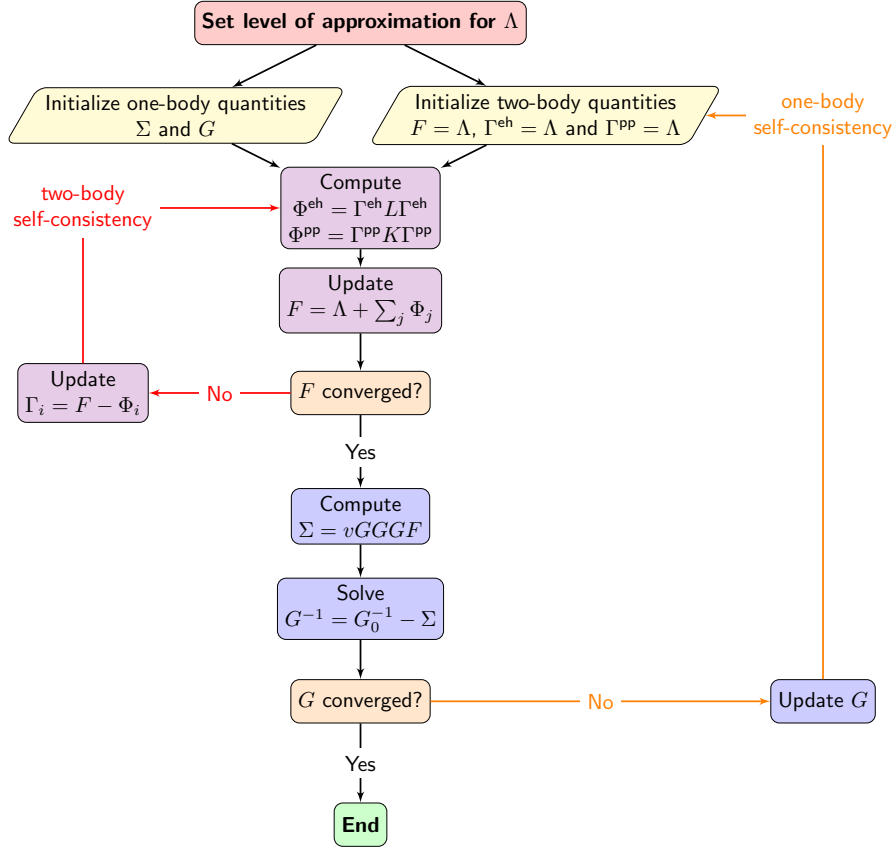 Set level of approximation for Λ
Initialize one-body quantities
Σ and G
Initialize two-body quantities
F = Λ, Γ^eh = Λ and Γ^pp = Λ
one-body
self-consistency
two-body
self-consistency
Compute
Φ^eh = Γ^eh L Γ^eh
Φ^pp = Γ^pp K Γ^pp
Update
F = Λ + ∑_j Φ_j
Update
Γ_i = F − Φ_i
No
F converged?
Yes
Compute
Σ = vGGGF
Solve
G^−1 = G_0^−1 − Σ
G converged?
No
Update G
Yes
End